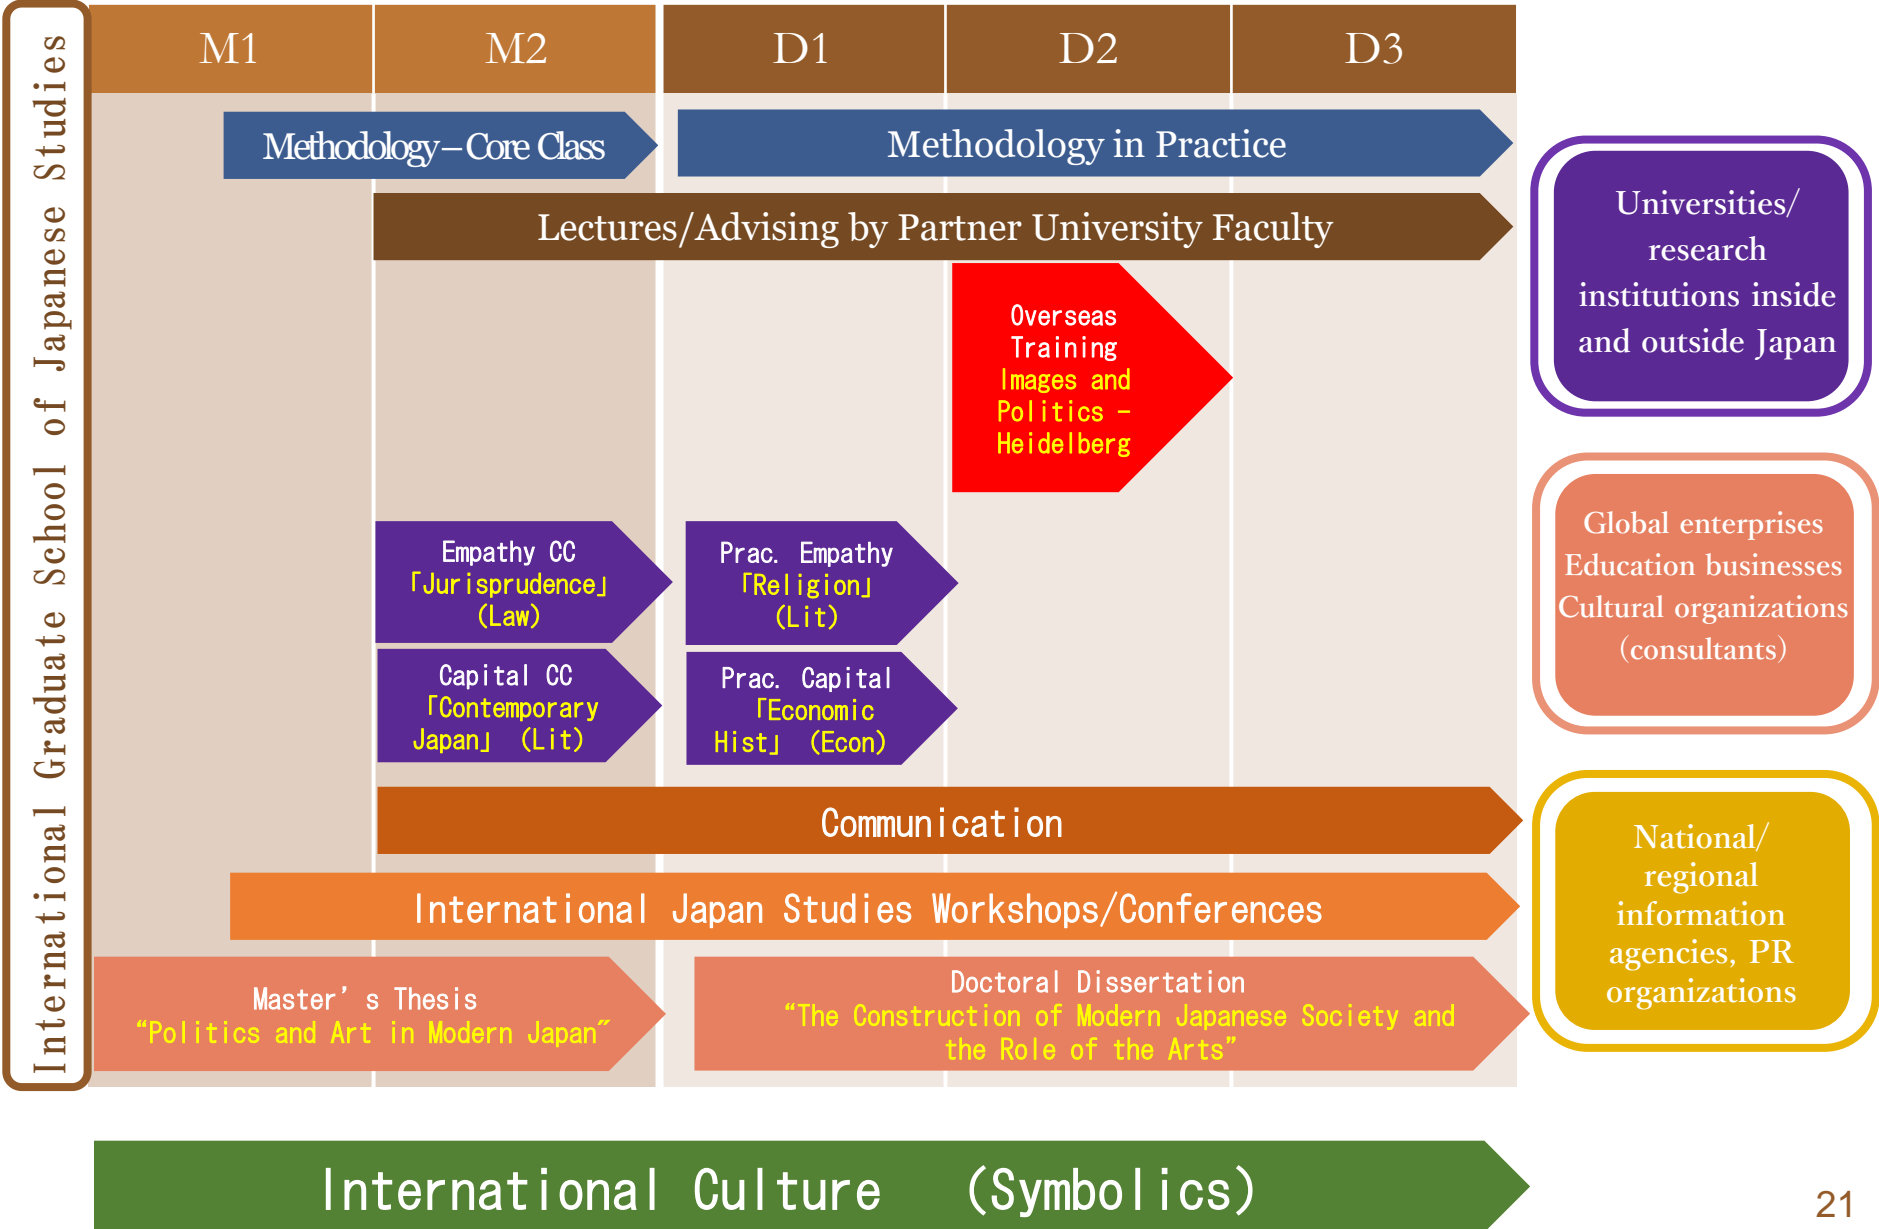 International Graduate School of Japanese Studies
M1
M2
D1
D2
D3
Methodology–Core Class
Methodology in Practice
Lectures/Advising by Partner University Faculty
Overseas
Training
Images and
Politics –
Heidelberg
Empathy CC
「Jurisprudence」
(Law)
Prac. Empathy
「Religion」
(Lit)
Capital CC
「Contemporary
Japan」 (Lit)
Prac. Capital
「Economic
Hist」 (Econ)
Communication
International Japan Studies Workshops/Conferences
Master’s Thesis
“Politics and Art in Modern Japan”
Doctoral Dissertation
“The Construction of Modern Japanese Society and
the Role of the Arts”
Universities/
research
institutions inside
and outside Japan
Global enterprises
Education businesses
Cultural organizations
(consultants)
National/
regional
information
agencies, PR
organizations
International Culture (Symbolics)
21